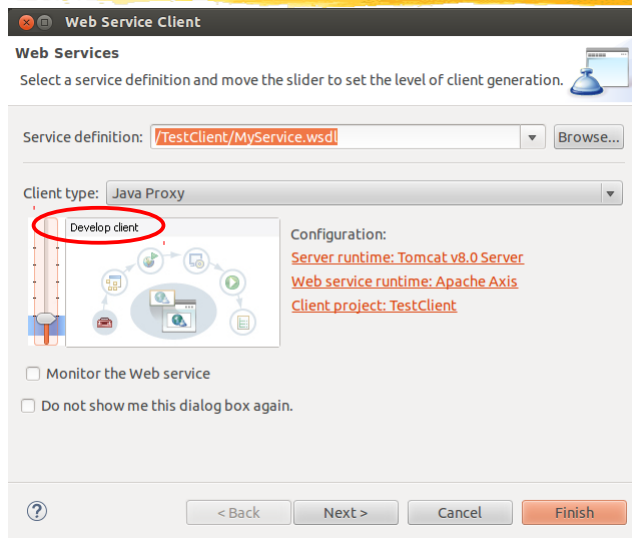 Web Service Client
Web Services
Select a service definition and move the slider to set the level of client generation.
Service definition: /TestClient/MyService.wsdl Browse...
Client type: Java Proxy
Develop client
Configuration:
Server runtime: Tomcat v8.0 Server
Web service runtime: Apache Axis
Client project: TestClient
Monitor the Web service
Do not show me this dialog box again.
? < Back Next > Cancel Finish